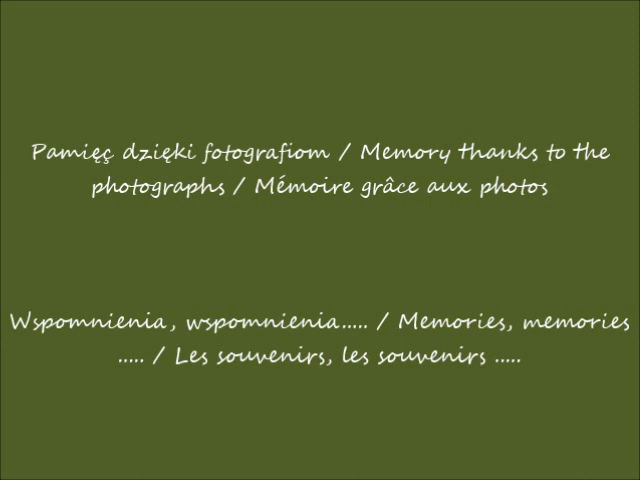 Pamięç dzięki fotografiom / Memory thanks to the
photographs / Mémoire grâce aux photos
Wspomnienia, wspomnienia..... / Memories, memories
..... / Les souvenirs, les souvenirs .....